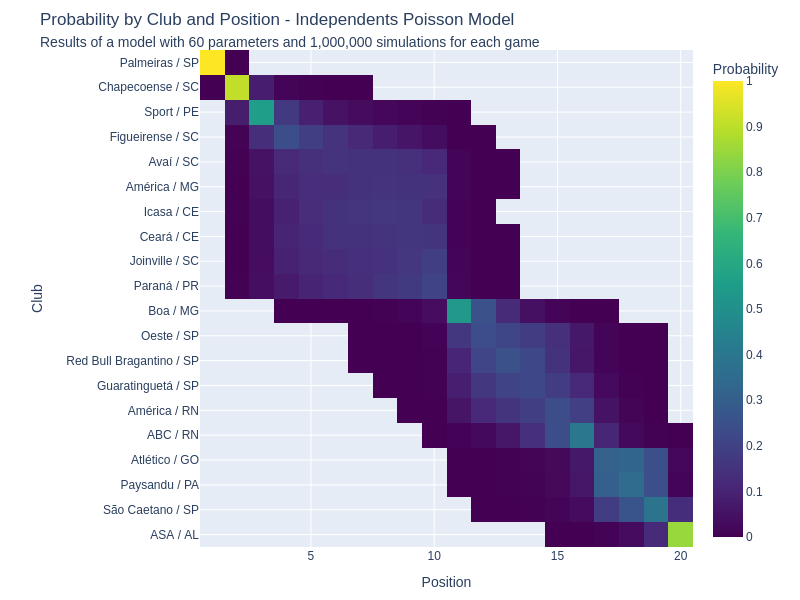 Probability by Club and Position - Independents Poisson Model
Results of a model with 60 parameters and 1,000,000 simulations for each game
Probability
Palmeiras / SP
Chapecoense / SC
Sport / PE
Figueirense / SC
Avaí / SC
América / MG
Icasa / CE
Ceará / CE
Joinville / SC
Paraná / PR
Boa / MG
Oeste / SP
Red Bull Bragantino / SP
Guaratinguetá / SP
América / RN
ABC / RN
Atlético / GO
Paysandu / PA
São Caetano / SP
ASA / AL
Club
5
10
15
20
Position
1
0.9
0.8
0.7
0.6
0.5
0.4
0.3
0.2
0.1
0